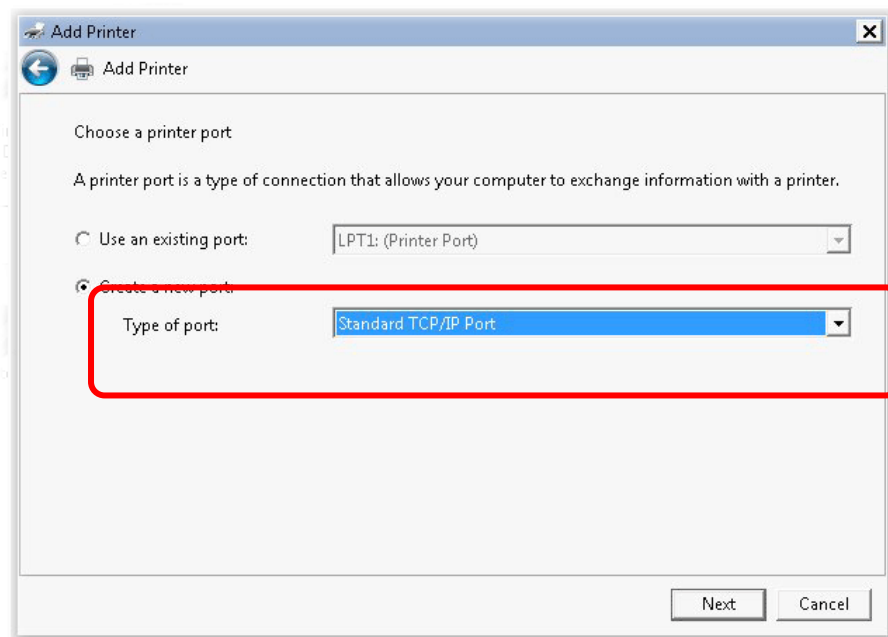 Add Printer
Add Printer
Choose a printer port
A printer port is a type of connection that allows your computer to exchange information with a printer.
Use an existing port: LPT1: (Printer Port)
Create a new port:
Type of port: Standard TCP/IP Port
Next Cancel